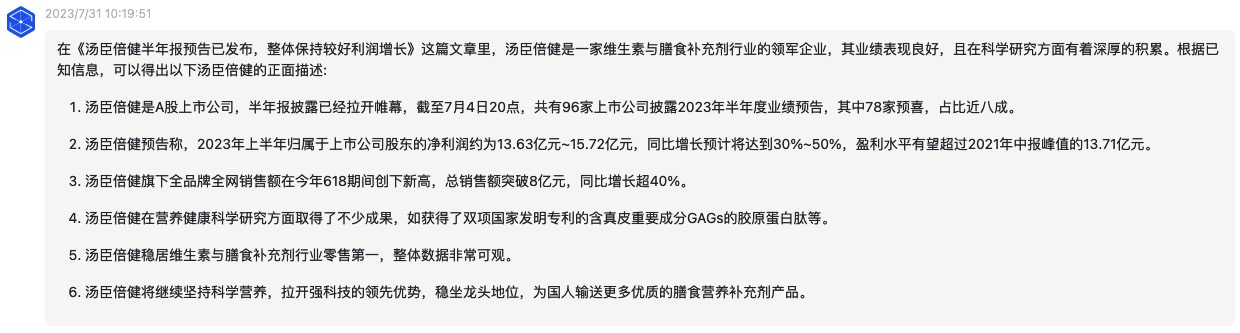 2023/7/31 10:19:51
在《汤臣倍健半年报预告已发布，整体保持较好利润增长》这篇文章里，汤臣倍健是一家维生素与膳食补充剂行业的领军企业，其业绩表现良好，且在科学研究方面有着深厚的积累。根据已
知信息，可以得出以下汤臣倍健的正面描述:
1. 汤臣倍健是A股上市公司，半年报披露已经拉开帷幕，截至7月4日20点，共有96家上市公司披露2023年半年度业绩预告，其中78家预喜，占比近八成。
2. 汤臣倍健预告称，2023年上半年归属于上市公司股东的净利润约为13.63亿元~15.72亿元，同比增长预计将达到30%~50%，盈利水平有望超过2021年中报峰值的13.71亿元。
3. 汤臣倍健旗下全品牌全网销售额在今年618期间创下新高，总销售额突破8亿元，同比增长超40%。
4. 汤臣倍健在营养健康科学研究方面取得了不少成果，如获得了双项国家发明专利的含真皮重要成分GAGs的胶原蛋白肽等。
5. 汤臣倍健稳居维生素与膳食补充剂行业零售第一，整体数据非常可观。
6. 汤臣倍健将继续坚持科学营养，拉开强科技的领先优势，稳坐龙头地位，为国人输送更多优质的膳食营养补充剂产品。